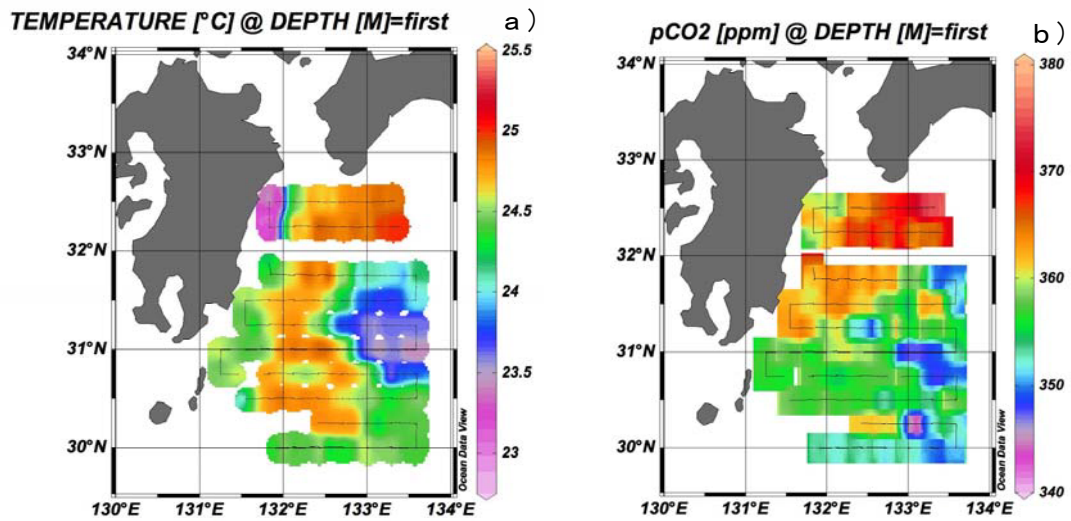 TEMPERATURE [°C] @ DEPTH [M]=first
a)
34°N
33°N
32°N
31°N
30°N
130°E
131°E
132°E
133°E
134°E
25.5
25
24.5
24
23.5
23
Ocean Data View
pCO2 [ppm] @ DEPTH [M]=first
b)
34°N
33°N
32°N
31°N
30°N
130°E
131°E
132°E
133°E
134°E
380
370
360
350
340
Ocean Data View